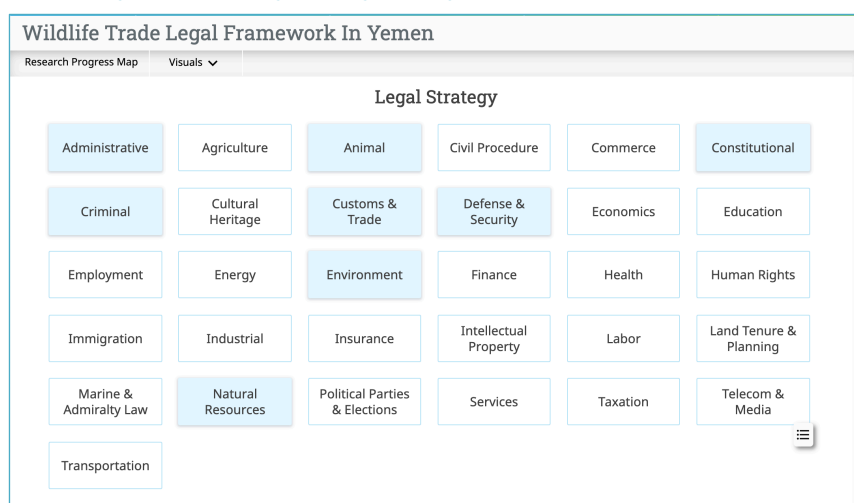 Wildlife Trade Legal Framework In Yemen
Research Progress Map Visuals
Legal Strategy
Administrative
Agriculture
Animal
Civil Procedure
Commerce
Constitutional
Criminal
Cultural
Heritage
Customs &
Trade
Defense &
Security
Economics
Education
Employment
Energy
Environment
Finance
Health
Human Rights
Immigration
Industrial
Insurance
Intellectual
Property
Labor
Land Tenure &
Planning
Marine &
Admiralty Law
Natural
Resources
Political Parties
& Elections
Services
Taxation
Telecom &
Media
Transportation